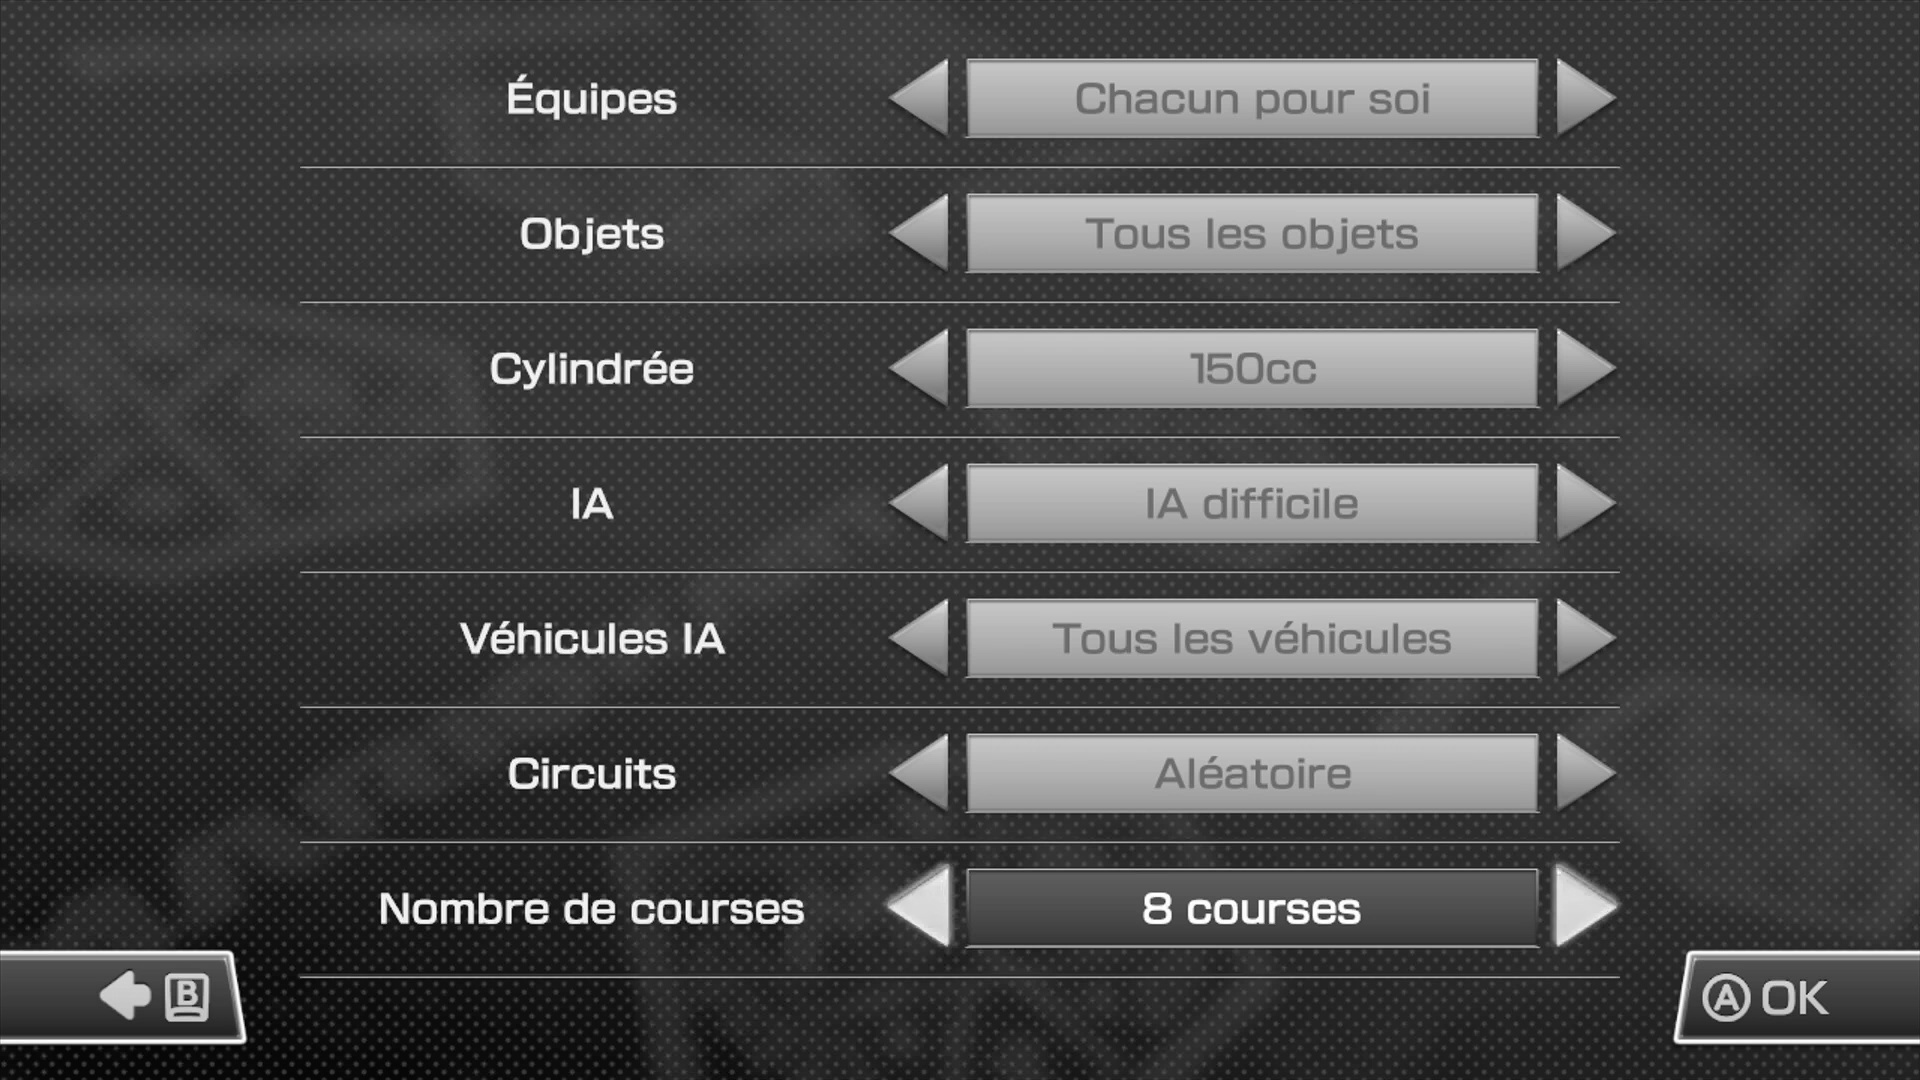 Équipes
Chacun pour soi
Objets
Tous les objets
Cylindrée
150cc
IA
IA difficile
Véhicules IA
Tous les véhicules
Circuits
Aléatoire
Nombre de courses
8 courses
B
A OK